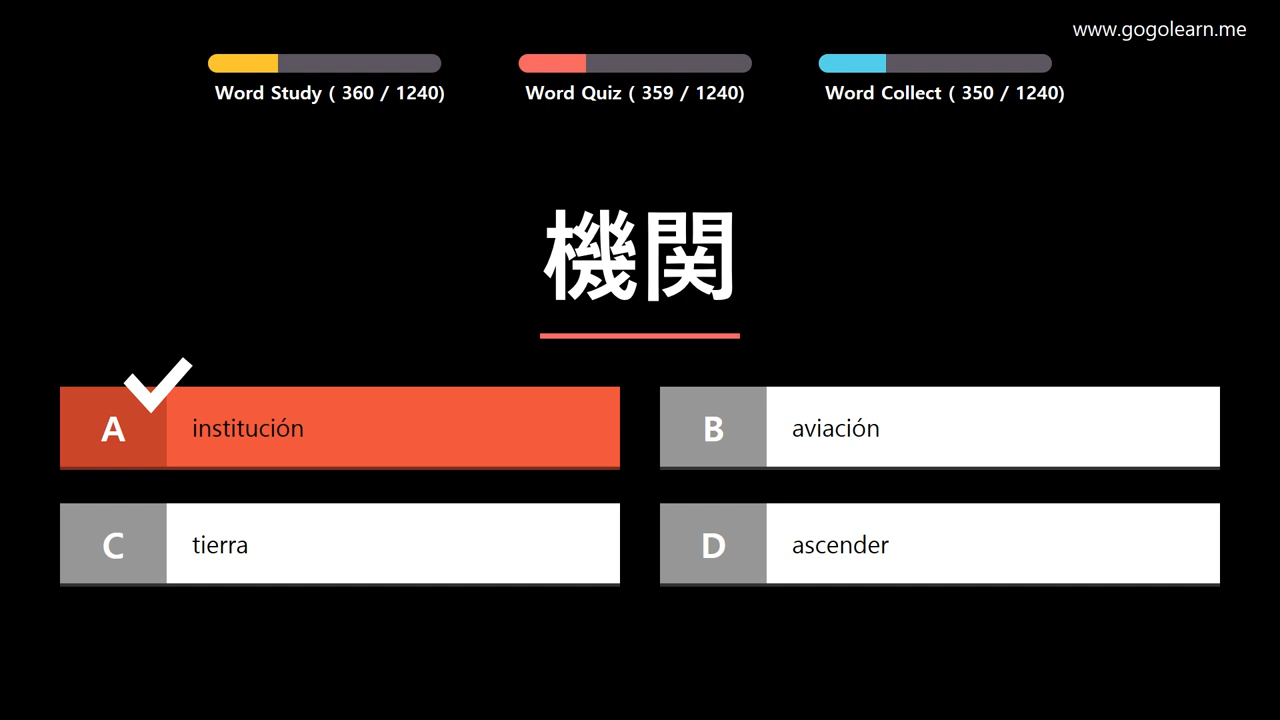 www.gogolearn.me
Word Study ( 360 / 1240)
Word Quiz ( 359 / 1240)
Word Collect ( 350 / 1240)
機関
A institución
B aviación
C tierra
D ascender